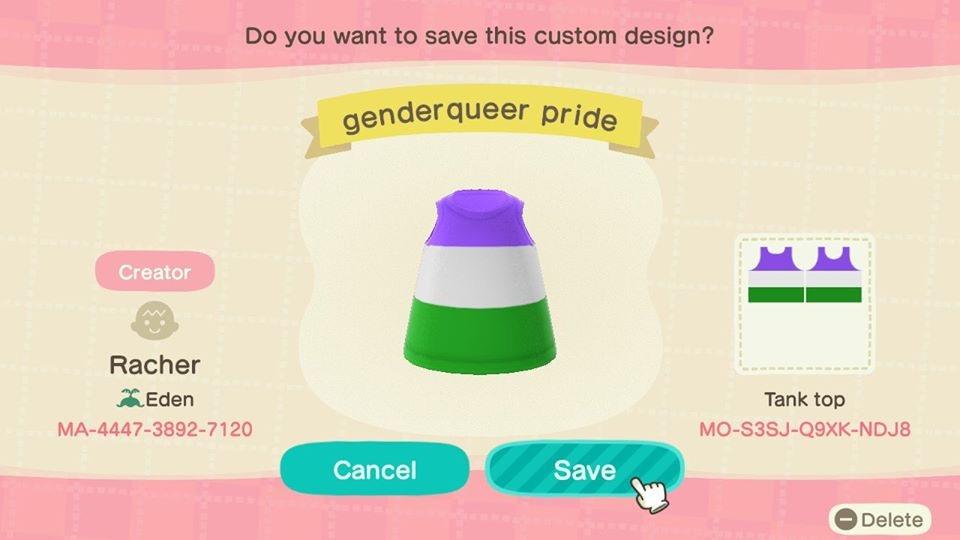 Do you want to save this custom design?
genderqueer pride
Creator
Racher
Eden
MA-4447-3892-7120
Tank top
MO-S3SJ-Q9XK-NDJ8
Cancel
Save
Delete